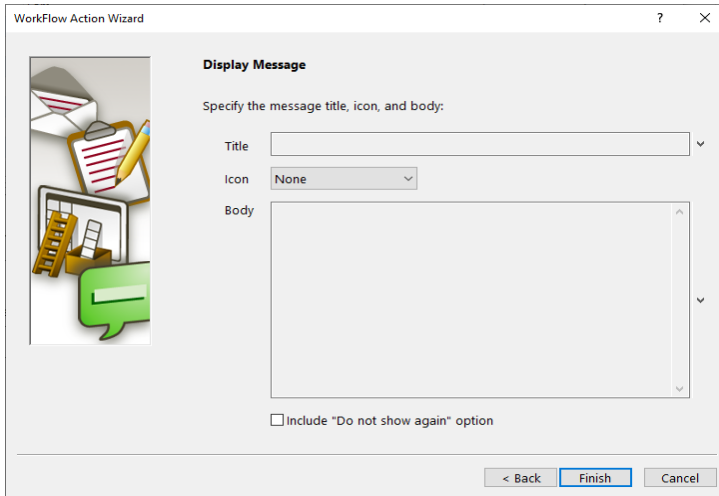 WorkFlow Action Wizard
?
Display Message
Specify the message title, icon, and body:
Title
Icon
None
Body
Include "Do not show again" option
< Back
Finish
Cancel